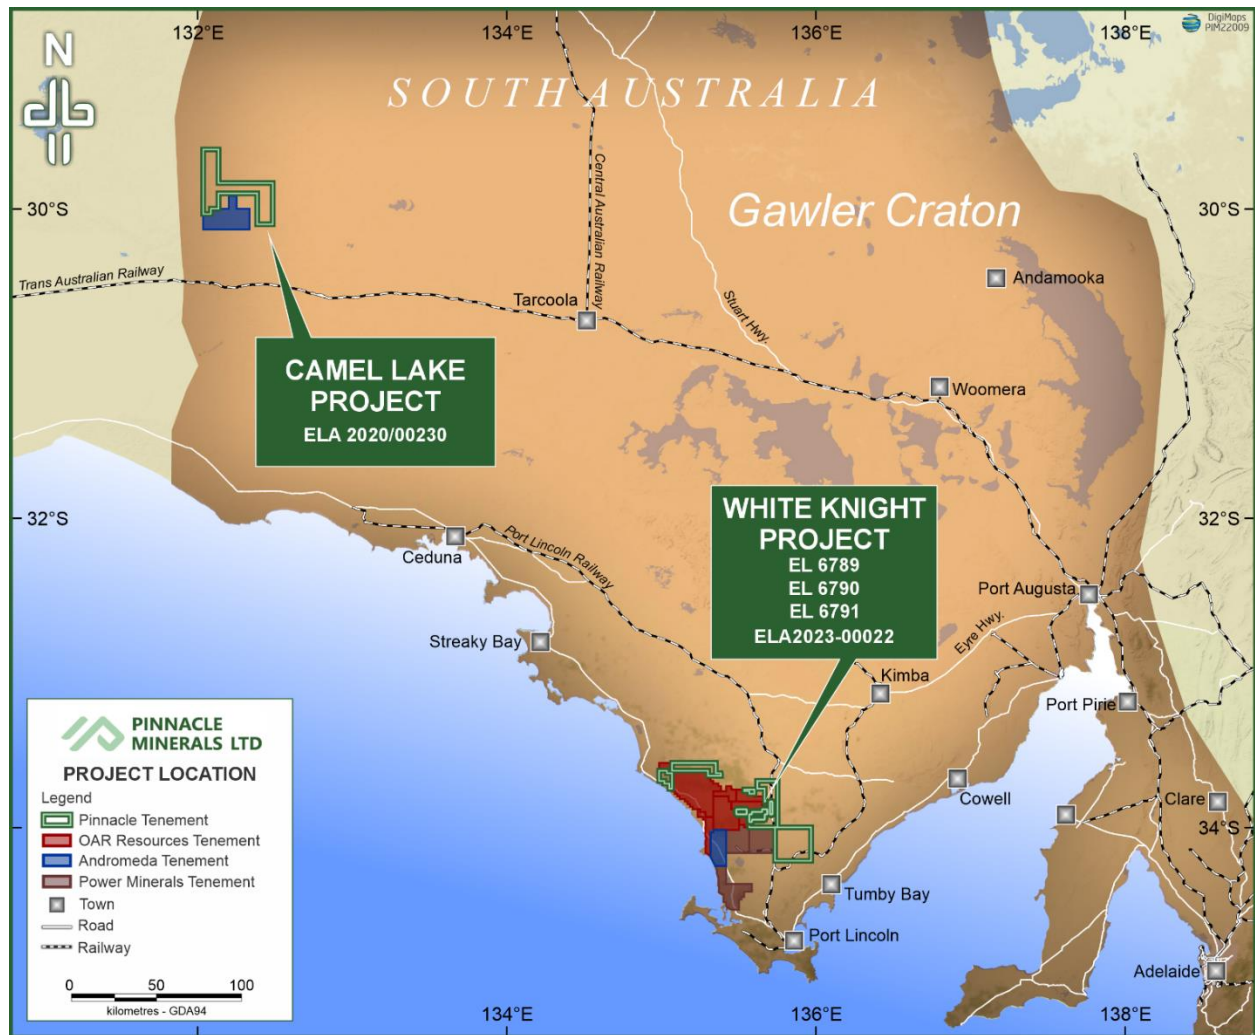 132°E
134°E
136°E
138°E
DigiMaps
PIM22009
N
SOUTH AUSTRALIA
Gawler Craton
30°S
30°S
Trans Australian Railway
Central Australian Railway
Stuart Hwy.
Tarcoola
Andamooka
CAMEL LAKE
PROJECT
ELA 2020/00230
Woomera
32°S
32°S
WHITE KNIGHT
PROJECT
EL 6789
EL 6790
EL 6791
ELA2023-00022
Ceduna
Port Lincoln Railway
Port Augusta
Streaky Bay
Eyre Hwy.
Kimba
Port Pirie
Cowell
Clare
34°S
Tumby Bay
Port Lincoln
Adelaide
PINNACLE
MINERALS LTD
PROJECT LOCATION
Legend
Pinnacle Tenement
OAR Resources Tenement
Andromeda Tenement
Power Minerals Tenement
Town
Road
Railway
0 50 100
kilometres - GDA94
134°E
136°E
138°E